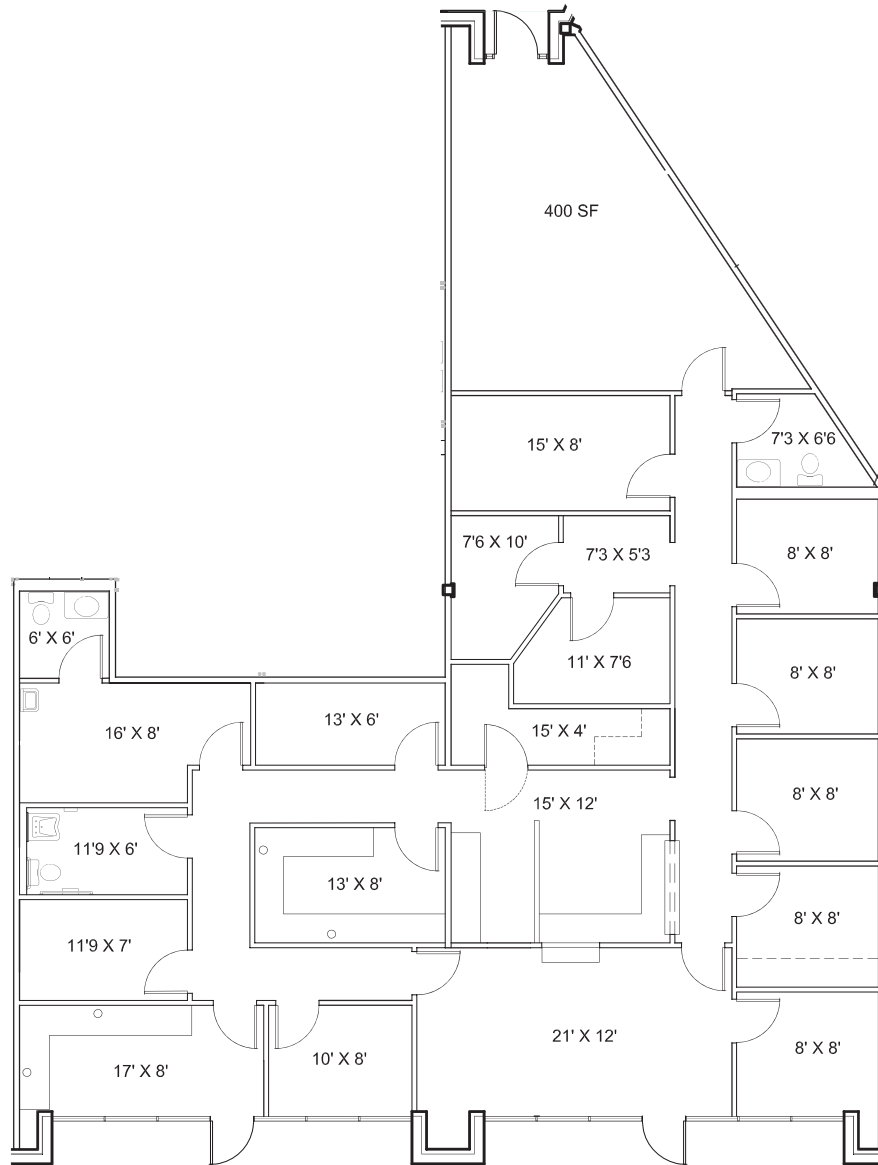 400 SF
15' X 8'
7'3 X 6'6
7'6 X 10'
7'3 X 5'3
8' X 8'
6' X 6'
11' X 7'6
8' X 8'
16' X 8'
13' X 6'
15' X 4'
15' X 12'
8' X 8'
11'9 X 6'
13' X 8'
8' X 8'
11'9 X 7'
21' X 12'
17' X 8'
10' X 8'
8' X 8'